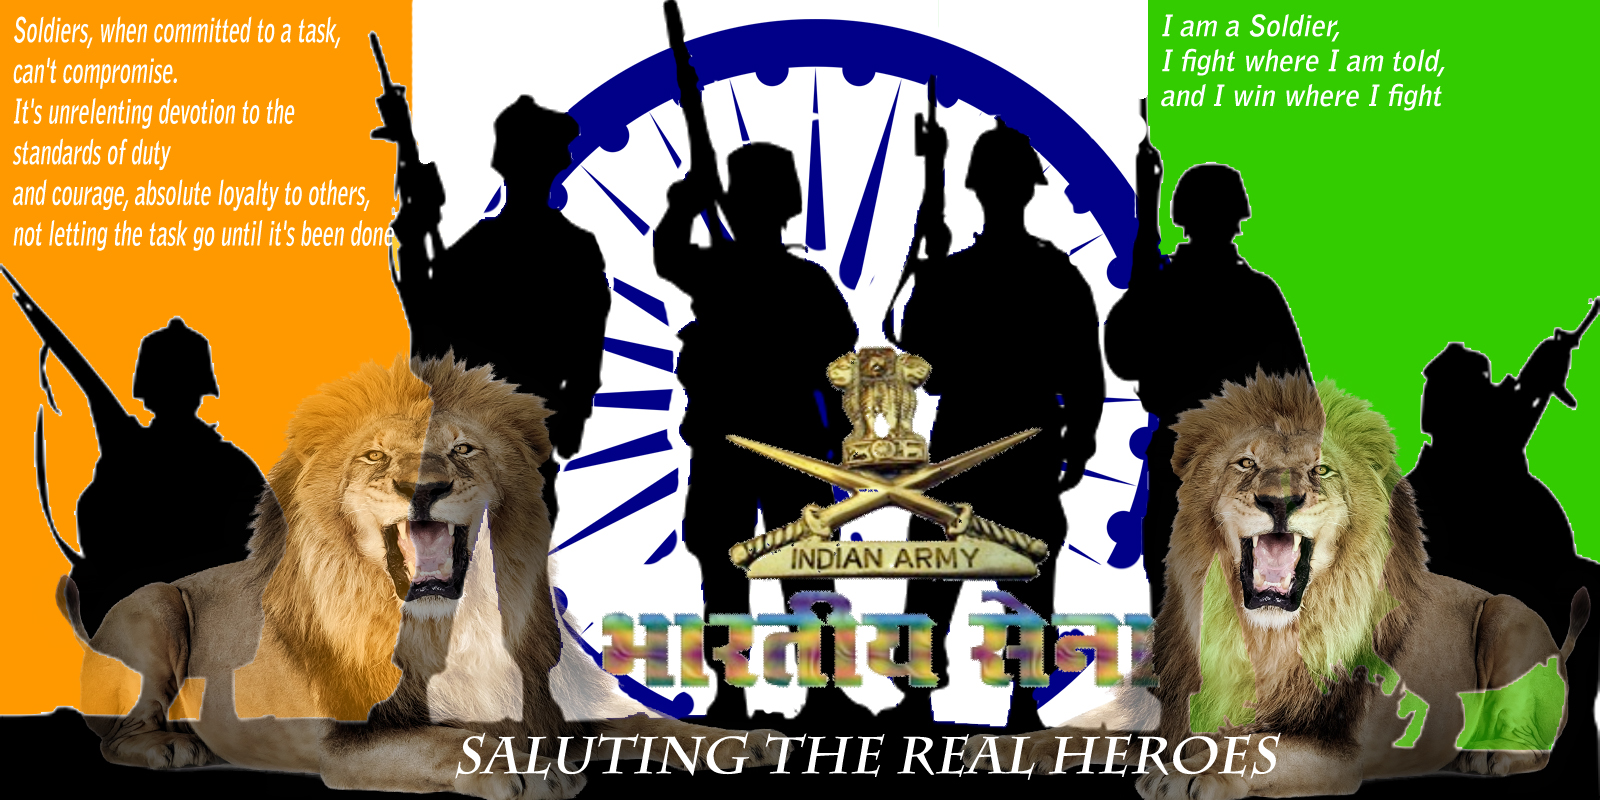 Soldiers, when committed to a task,
can't compromise.
It's unrelenting devotion to the
standards of duty
and courage, absolute loyalty to others,
not letting the task go until it's been done
I am a Soldier,
I fight where I am told,
and I win where I fight
INDIAN ARMY
भारतीय सेना
SALUTING THE REAL HEROES